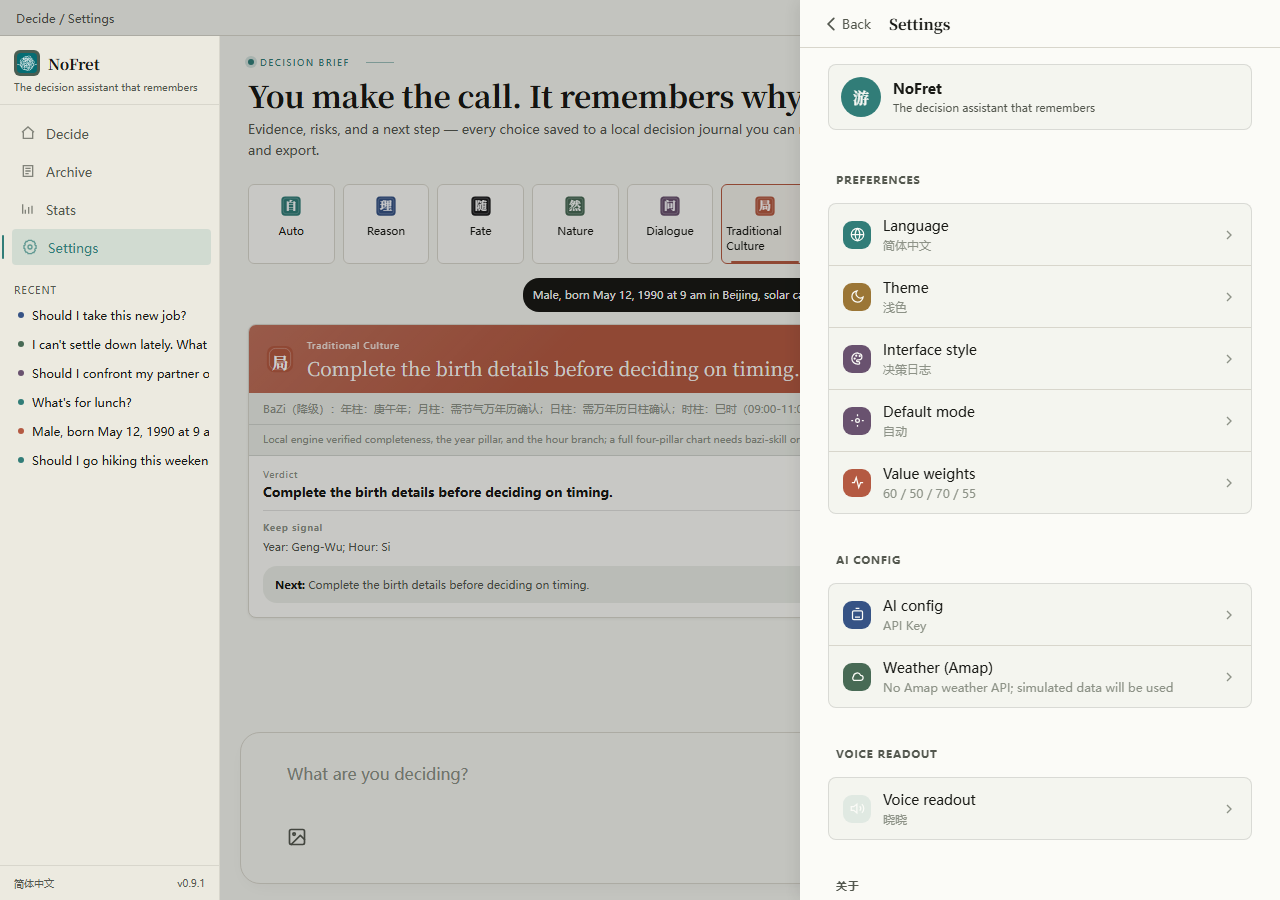 Decide / Settings
NoFret
The decision assistant that remembers
Decide
Archive
Stats
Settings
RECENT
Should I take this new job?
I can't settle down lately. What
Should I confront my partner o
What's for lunch?
Male, born May 12, 1990 at 9 a
Should I go hiking this weeken
简体中文
v0.9.1
DECISION BRIEF
You make the call. It remembers why
Evidence, risks, and a next step — every choice saved to a local decision journal you can
and export.
自
Auto
理
Reason
随
Fate
然
Nature
问
Dialogue
局
Traditional
Culture
Male, born May 12, 1990 at 9 am in Beijing, solar ca
局
Traditional Culture
Complete the birth details before deciding on timing.
BaZi（降级）：年柱：庚午年；月柱：需节气万年历确认；日柱：需万年历日柱确认；时柱：巳时（09:00-11:0
Local engine verified completeness, the year pillar, and the hour branch; a full four-pillar chart needs bazi-skill or
Verdict
Complete the birth details before deciding on timing.
Keep signal
Year: Geng-Wu; Hour: Si
Next: Complete the birth details before deciding on timing.
What are you deciding?
Back
Settings
游
NoFret
The decision assistant that remembers
PREFERENCES
Language
简体中文
Theme
浅色
Interface style
决策日志
Default mode
自动
Value weights
60 / 50 / 70 / 55
AI CONFIG
AI config
API Key
Weather (Amap)
No Amap weather API; simulated data will be used
VOICE READOUT
Voice readout
晓晓
关于